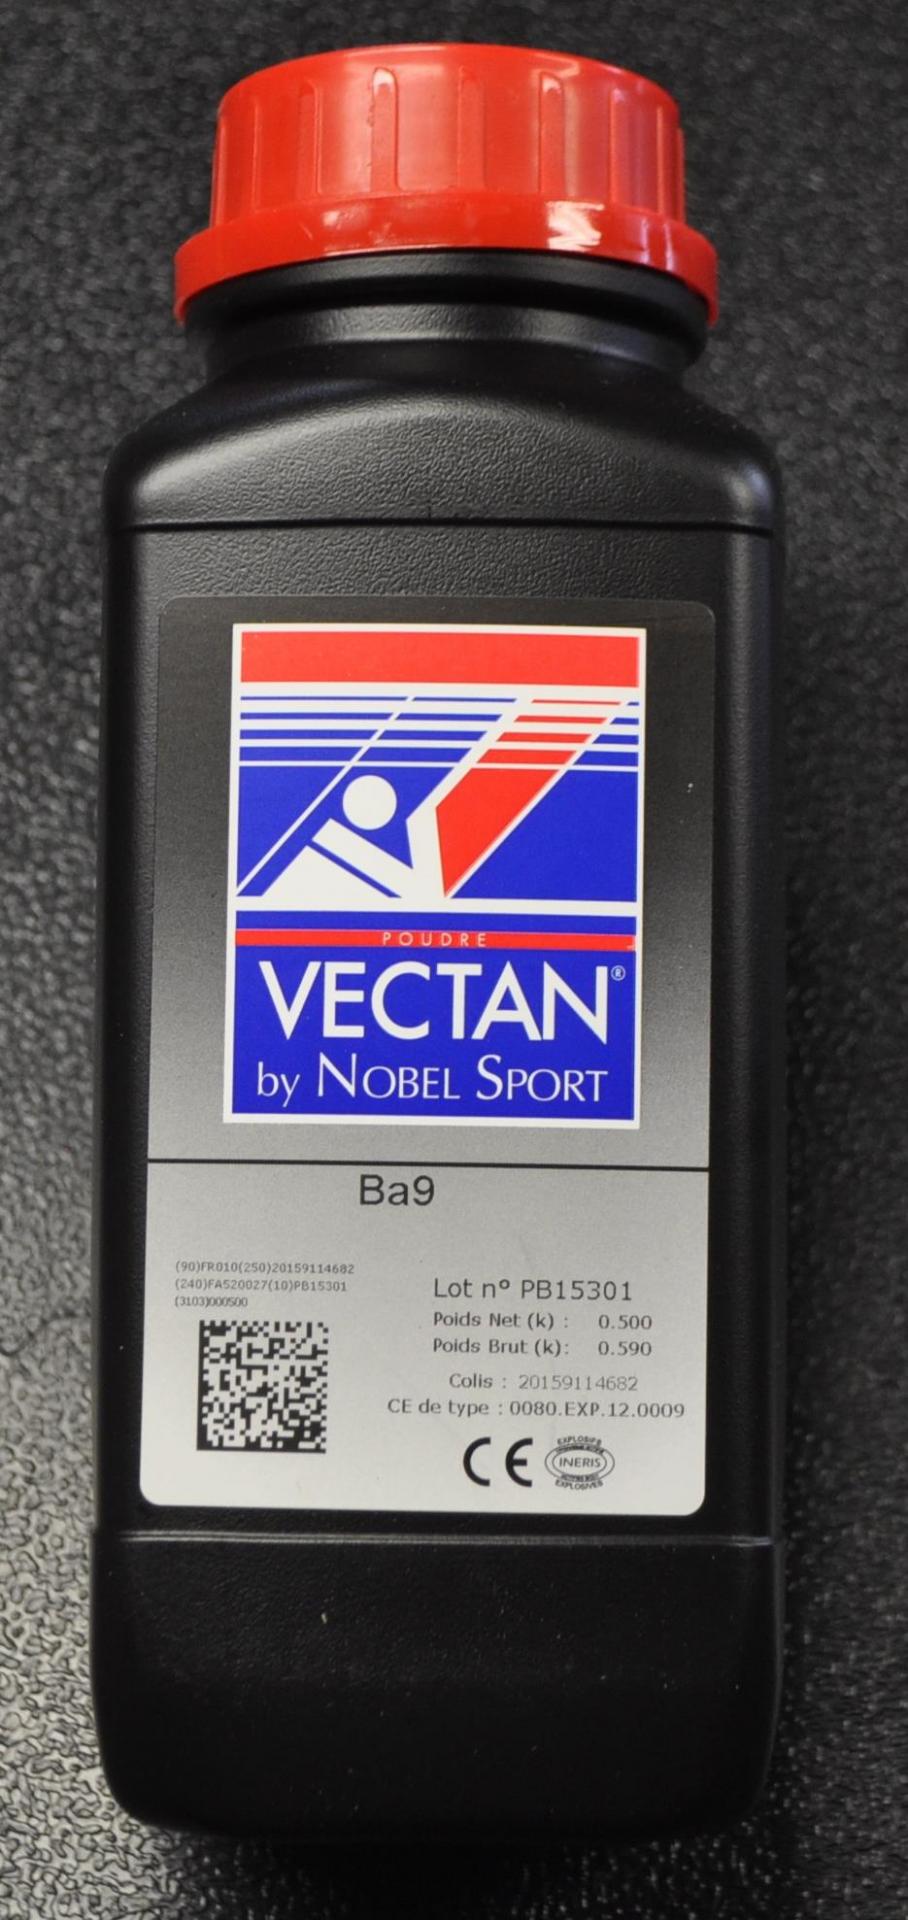 POUDRE
VECTAN®
by NOBEL SPORT
Ba9
(90)FR010(250)20159114682
(240)FA520027(10)PB15301
(3103)000500
Lot nº PB15301
Poids Net (k) : 0.500
Poids Brut (k): 0.590
Colis : 20159114682
CE de type : 0080.EXP.12.0009
CE
EXPLOSIFS
INERIS
EXPLOSIVES